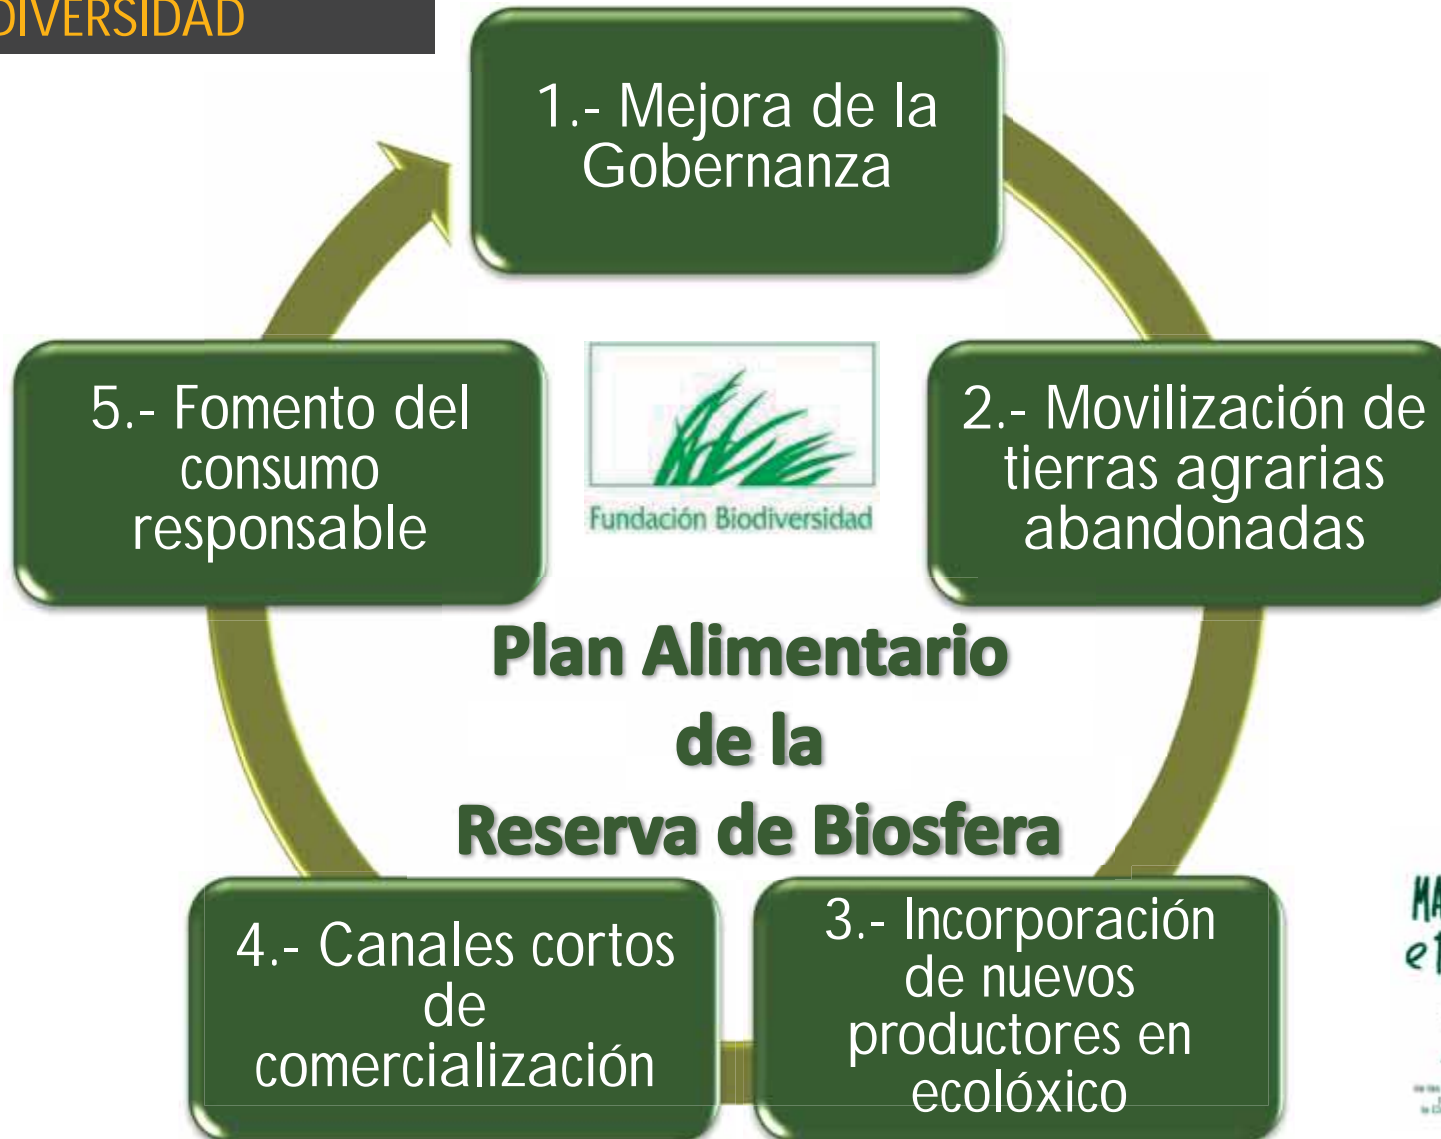 DIVERSIDAD
1.- Mejora de la
Gobernanza
2.- Movilización de
tierras agrarias
abandonadas
3.- Incorporación
de nuevos
productores en
ecolóxico
4.- Canales cortos
de
comercialización
5.- Fomento del
consumo
responsable
Fundación Biodiversidad
Plan Alimentario
de la
Reserva de Biosfera